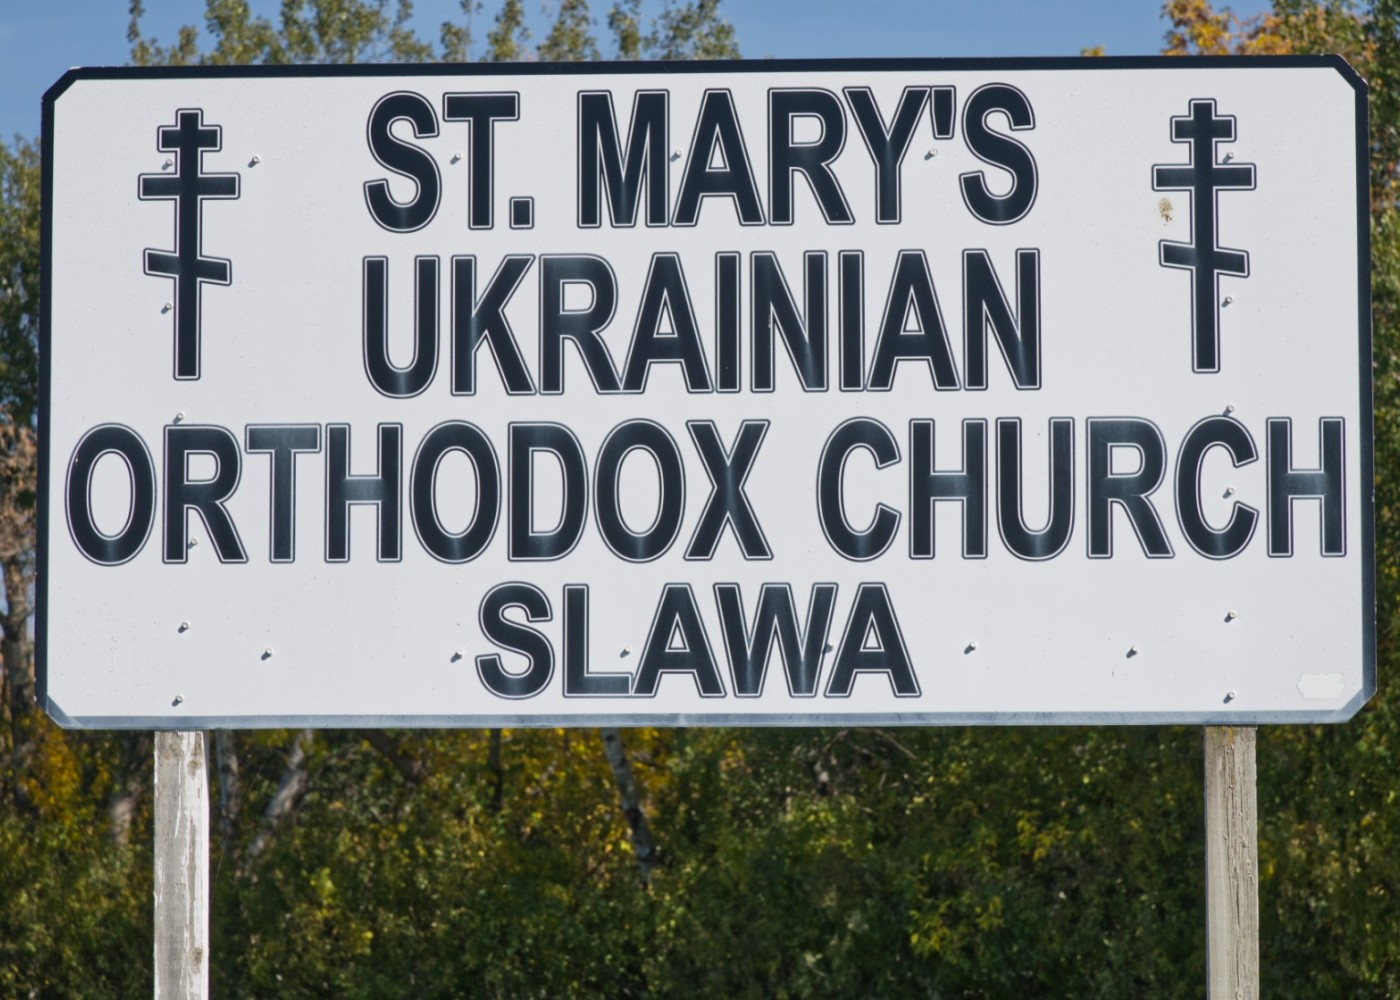 ST. MARY'S
UKRAINIAN
ORTHODOX CHURCH
SLAWA